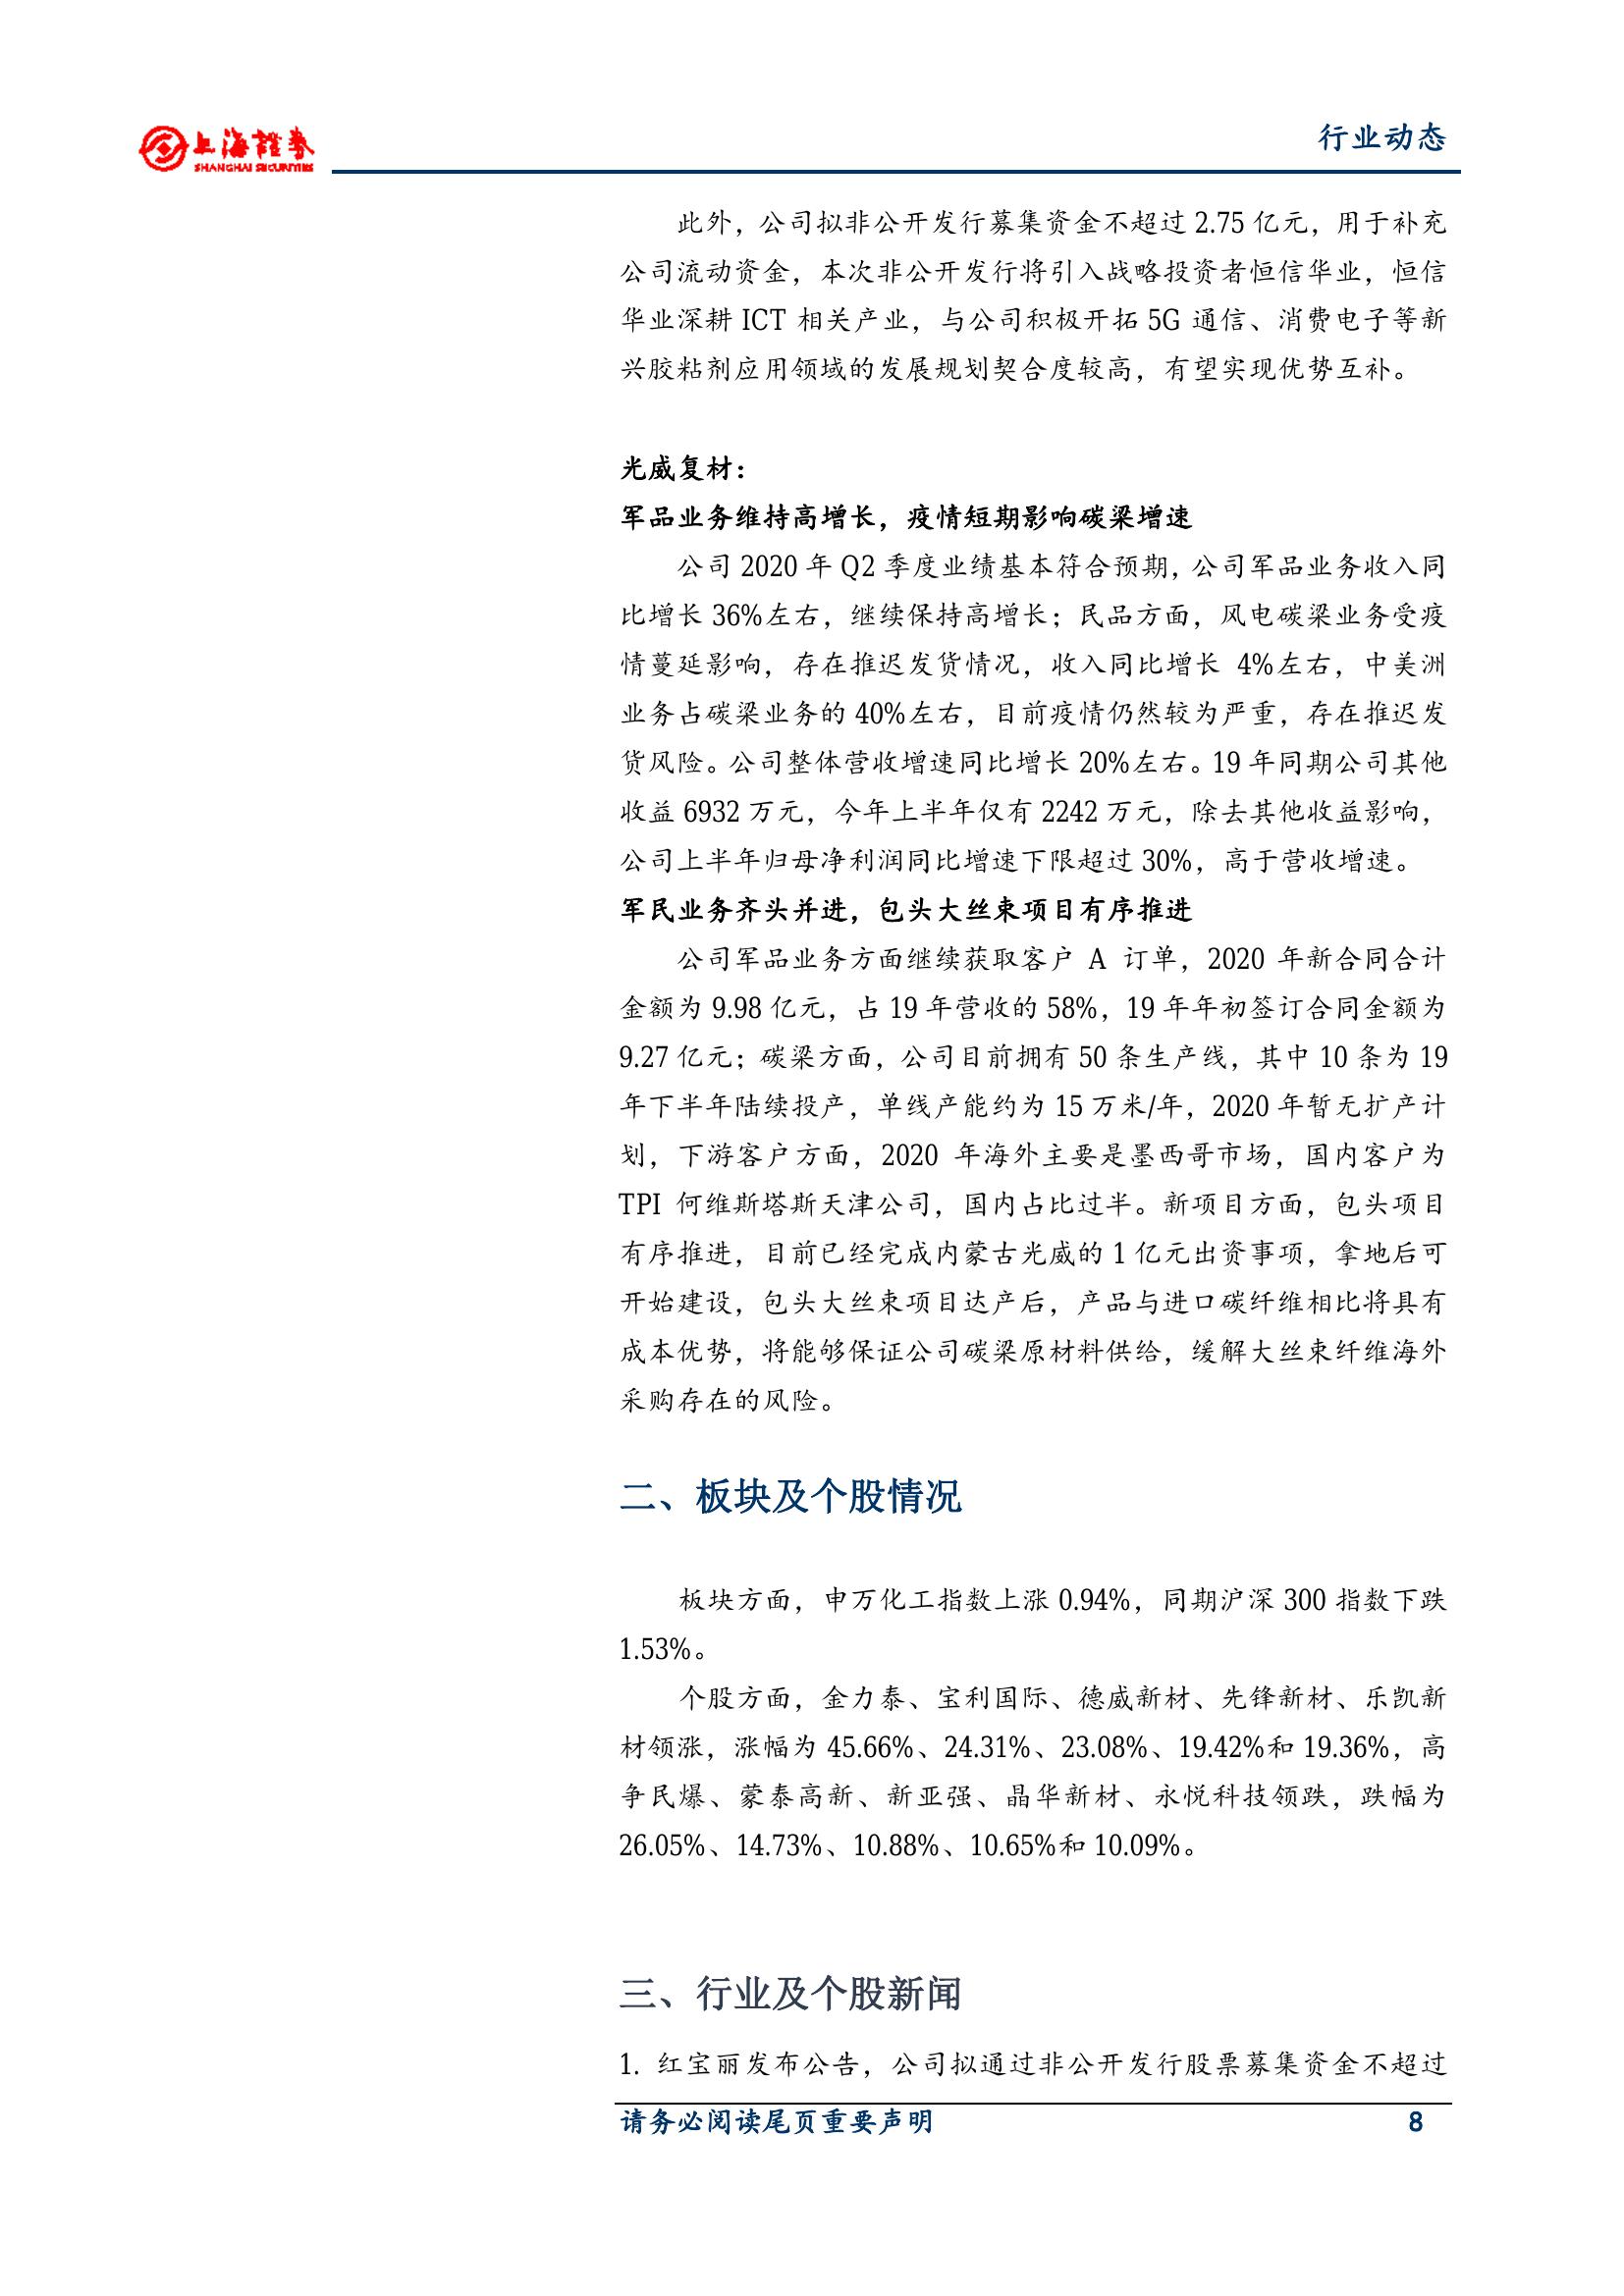 上海證券
SHANGHAI SECURITIES
行业动态
此外，公司拟非公开发行募集资金不超过 2.75 亿元，用于补充
公司流动资金，本次非公开发行将引入战略投资者恒信华业，恒信
华业深耕 ICT 相关产业，与公司积极开拓 5G 通信、消费电子等新
兴胶粘剂应用领域的发展规划契合度较高，有望实现优势互补。
光威复材：
军品业务维持高增长，疫情短期影响碳梁增速
公司 2020 年 Q2 季度业绩基本符合预期，公司军品业务收入同
比增长 36%左右，继续保持高增长；民品方面，风电碳梁业务受疫
情蔓延影响，存在推迟发货情况，收入同比增长 4%左右，中美洲
业务占碳梁业务的 40%左右，目前疫情仍然较为严重，存在推迟发
货风险。公司整体营收增速同比增长 20%左右。19 年同期公司其他
收益 6932 万元，今年上半年仅有 2242 万元，除去其他收益影响，
公司上半年归母净利润同比增速下限超过 30%，高于营收增速。
军民业务齐头并进，包头大丝束项目有序推进
公司军品业务方面继续获取客户 A 订单，2020 年新合同合计
金额为 9.98 亿元，占 19 年营收的 58%，19 年年初签订合同金额为
9.27 亿元；碳梁方面，公司目前拥有 50 条生产线，其中 10 条为 19
年下半年陆续投产，单线产能约为 15 万米/年，2020 年暂无扩产计
划，下游客户方面，2020 年海外主要是墨西哥市场，国内客户为
TPI 何维斯塔斯天津公司，国内占比过半。新项目方面，包头项目
有序推进，目前已经完成内蒙古光威的 1 亿元出资事项，拿地后可
开始建设，包头大丝束项目达产后，产品与进口碳纤维相比将具有
成本优势，将能够保证公司碳梁原材料供给，缓解大丝束纤维海外
采购存在的风险。
二、板块及个股情况
板块方面，申万化工指数上涨 0.94%，同期沪深 300 指数下跌
1.53%。
个股方面，金力泰、宝利国际、德威新材、先锋新材、乐凯新
材领涨，涨幅为 45.66%、24.31%、23.08%、19.42%和 19.36%，高
争民爆、蒙泰高新、新亚强、晶华新材、永悦科技领跌，跌幅为
26.05%、14.73%、10.88%、10.65%和 10.09%。
三、行业及个股新闻
1. 红宝丽发布公告，公司拟通过非公开发行股票募集资金不超过
请务必阅读尾页重要声明 8